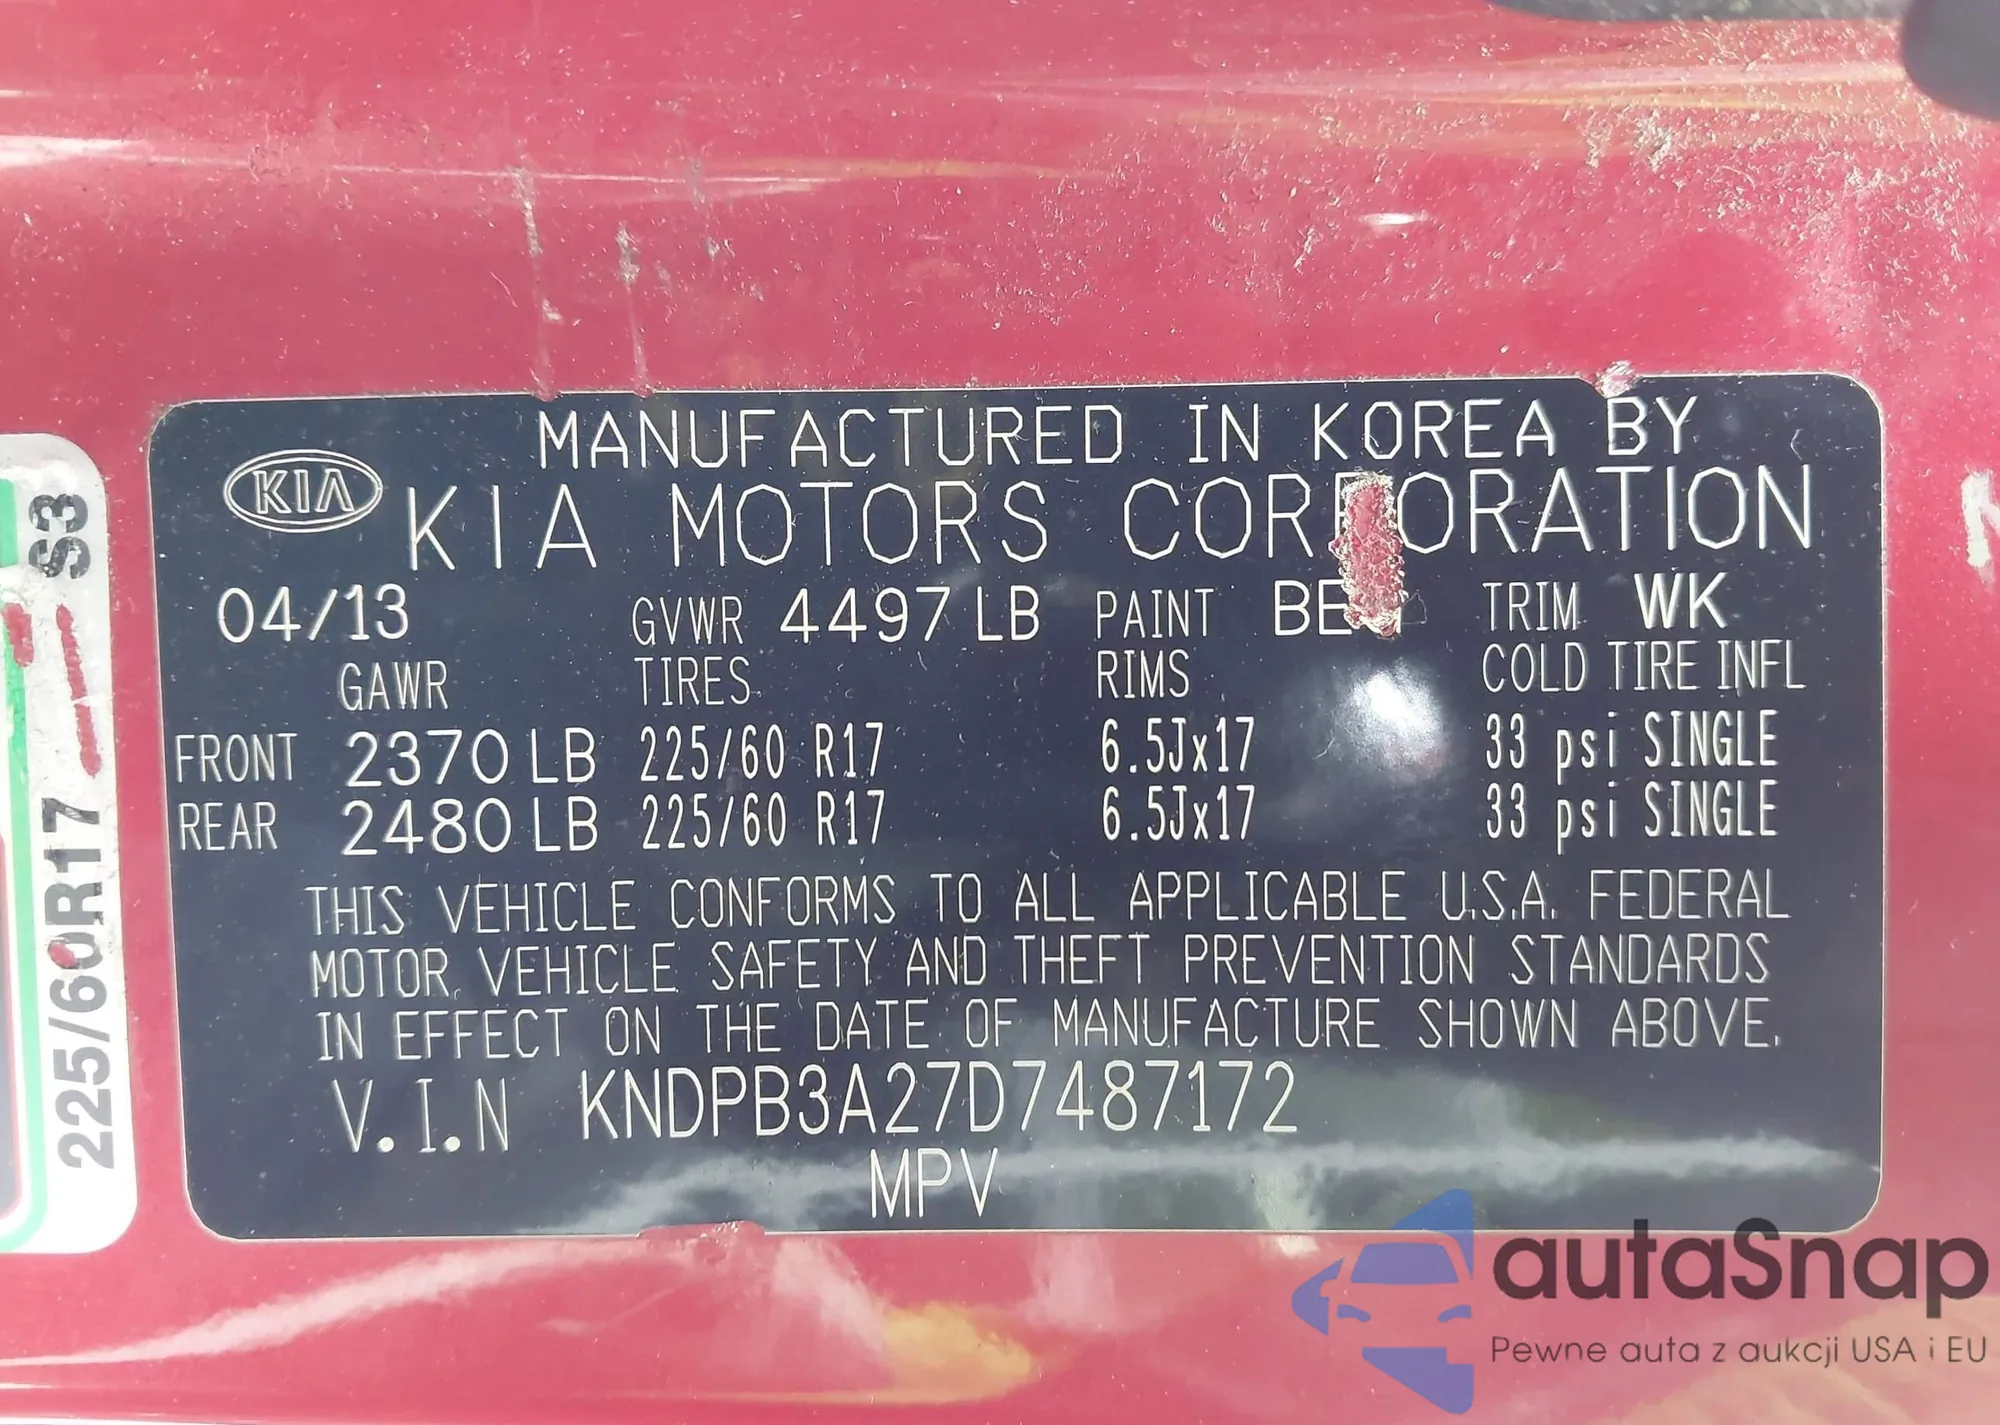 MANUFACTURED IN KOREA BY
KIA
KIA MOTORS CORPORATION
04/13 GVWR 4497 LB PAINT TRIM WK
GAWR TIRES RIMS COLD TIRE INFL
FRONT 2370 LB 225/60 R17 6.5Jx17 33 psi SINGLE
REAR 2480 LB 225/60 R17 6.5Jx17 33 psi SINGLE
THIS VEHICLE CONFORMS TO ALL APPLICABLE U.S.A. FEDERAL
MOTOR VEHICLE SAFETY AND THEFT PREVENTION STANDARDS
IN EFFECT ON THE DATE OF MANUFACTURE SHOWN ABOVE.
V.I.N KNDPB3A27D7487172
MPV
225/60R17 S3
autaSnap
Pewne auta z aukcji USA i EU